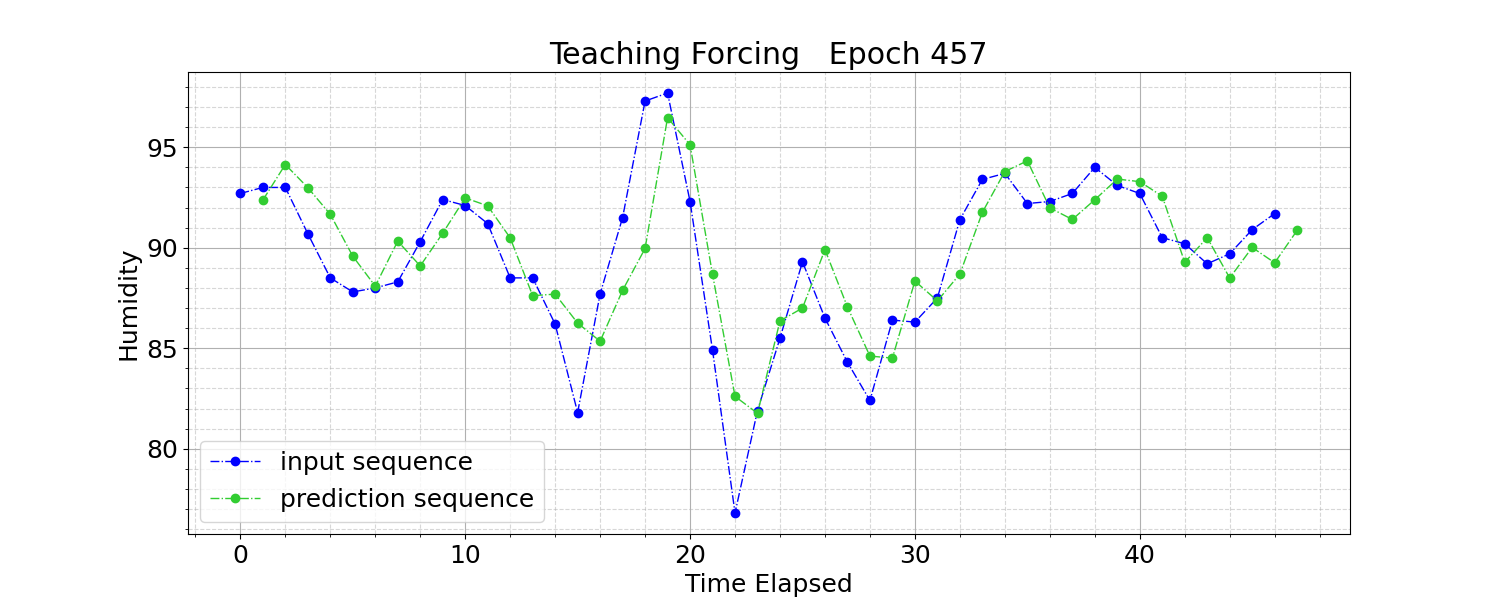 Teaching Forcing   Epoch 457
95
90
85
80
Humidity
input sequence
prediction sequence
0 10 20 30 40
Time Elapsed